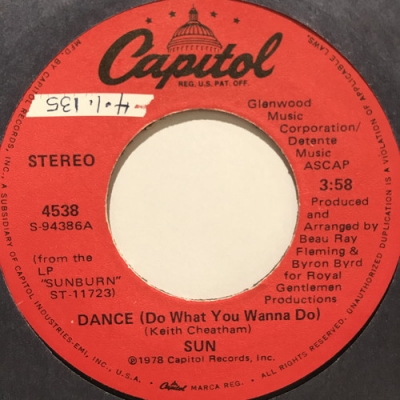 Capitol
REG. U.S. PAT. OFF.
STEREO
4538
S-94386A
(from the
LP
"SUNBURN"
ST-11723)
Glenwood
Music
Corporation/
Detente
Music
ASCAP
3:58
Produced
and
Arranged by
Beau Ray
Fleming &
Byron Byrd
for Royal
Gentlemen
Productions
DANCE (Do What You Wanna Do)
(Keith Cheatham)
SUN
℗1978 Capitol Records, Inc.
MFD. BY CAPITOL RECORDS, INC., A SUBSIDIARY OF CAPITOL INDUSTRIES-EMI, INC., U.S.A. • Capitol MARCA REG. • ALL RIGHTS RESERVED. UNAUTHORIZED DUPLICATION IS A VIOLATION OF APPLICABLE LAWS.